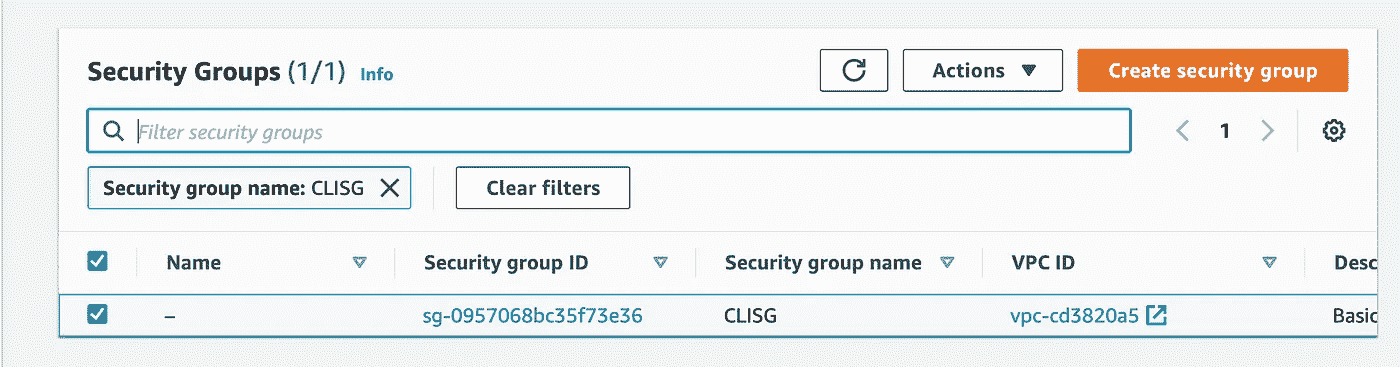 Security Groups (1/1) Info Actions Create security group
Filter security groups 1
Security group name: CLISG Clear filters
Name Security group ID Security group name VPC ID Desc
– sg-0957068bc35f73e36 CLISG vpc-cd3820a5 Basic